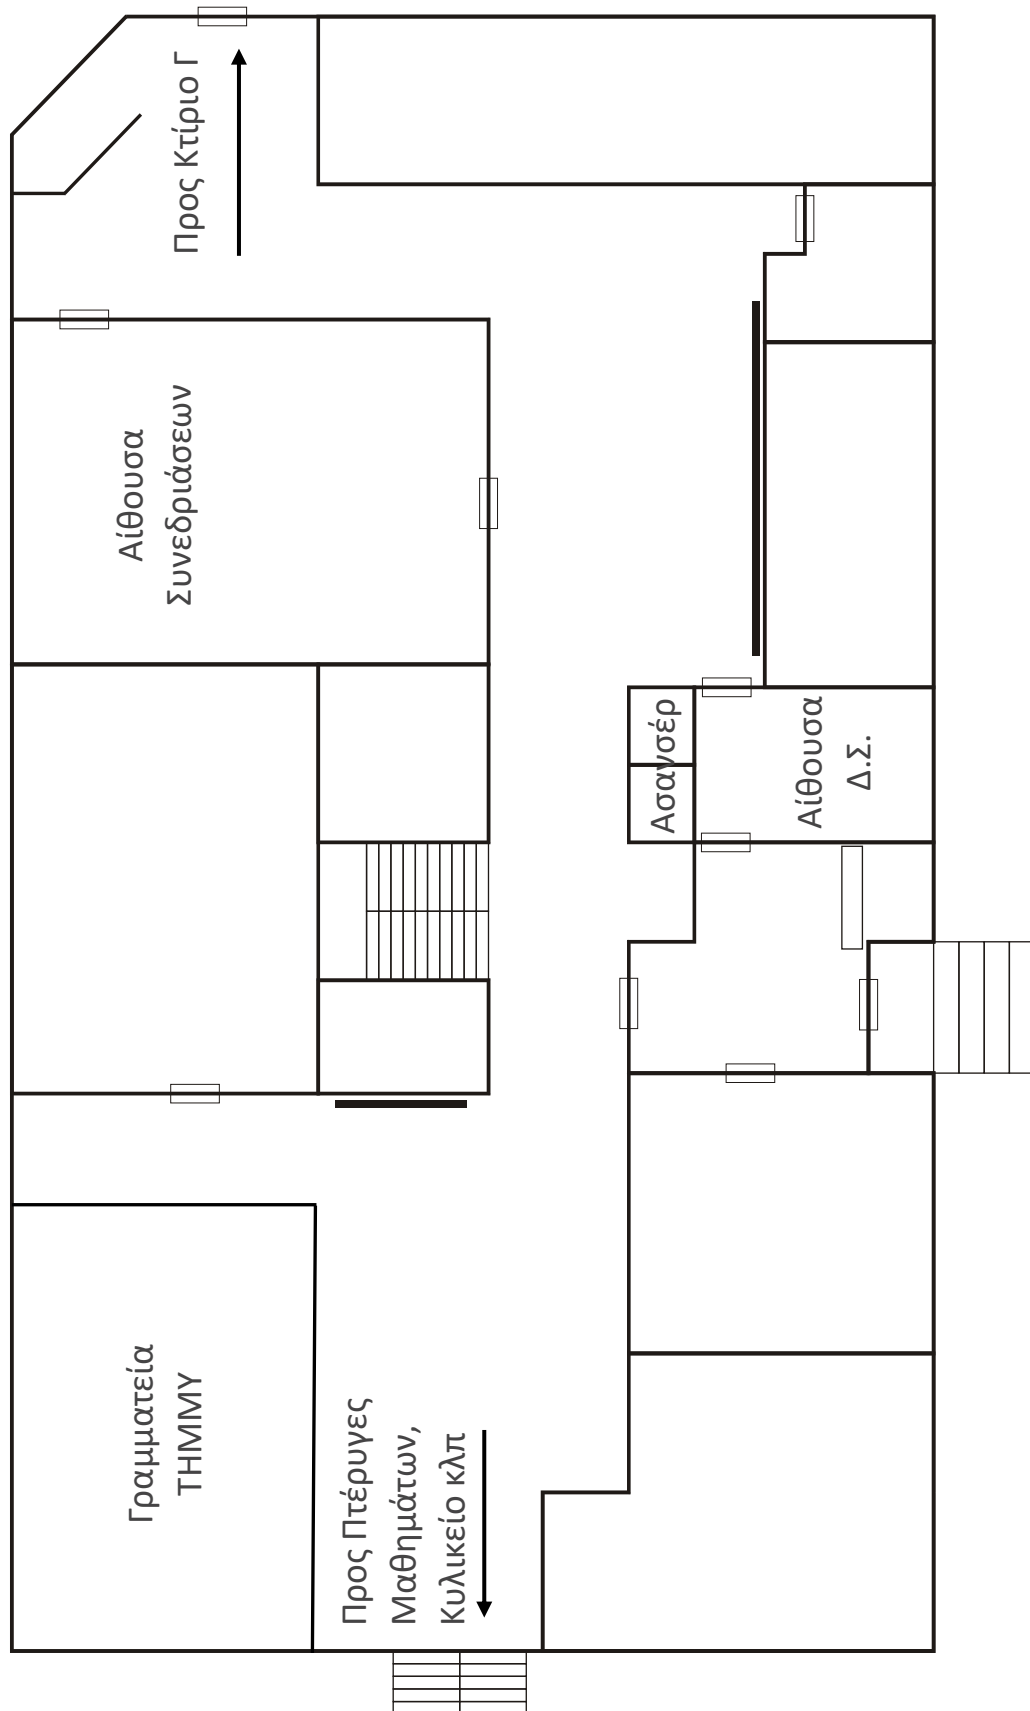 Προς Κτίριο Γ
Αίθουσα
Συνεδριάσεων
Ασανσέρ
Αίθουσα
Δ.Σ.
Γραμματεία
ΤΗΜΜΥ
Προς Πτέρυγες
Μαθημάτων,
Κυλικείο κλπ